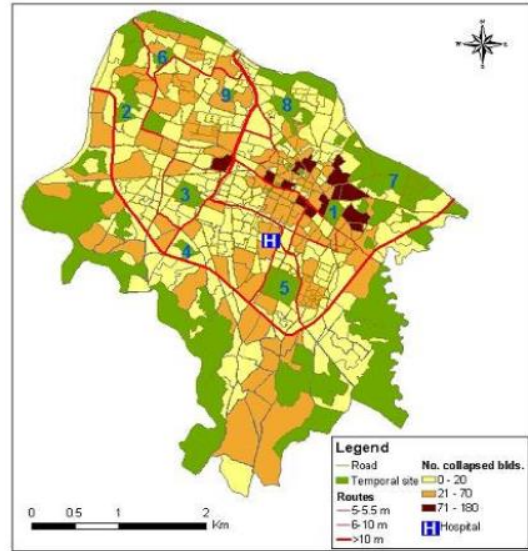 N
W E
S
6
9
2
8
7
3
1
4
H
5
Legend
Road
Temporal site
Routes
5-5.5 m
6-10 m
>10 m
No. collapsed blds.
0 - 20
21 - 70
71 - 180
H Hospital
0 0.5 1 2
Km